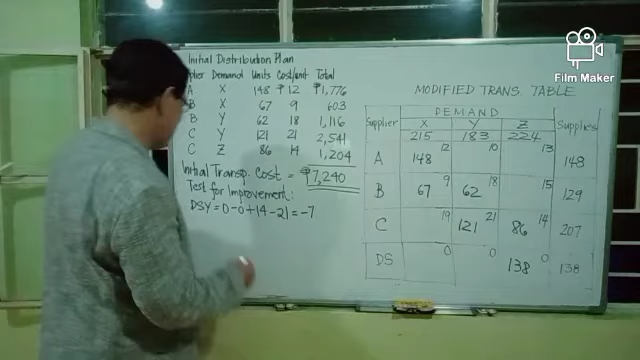 Film Maker
Initial Distribution Plan
plier Demand Units Cost/unit Total
A X 148 ₱12 ₱1,776
B X 67 9 603
B Y 62 18 1,116
C Y 121 21 2,541
C Z 86 14 1,204
Initial Transp. Cost = ₱7,240
Test for Improvement:
DSY = 0-0+14-21 = -7
MODIFIED TRANS. TABLE
Supplier DEMAND Supplies
X Y Z
215 183 224
A 148 12 10 13 148
B 67 9 62 18 15 129
C 19 121 21 86 14 207
DS 0 0 138 0 138